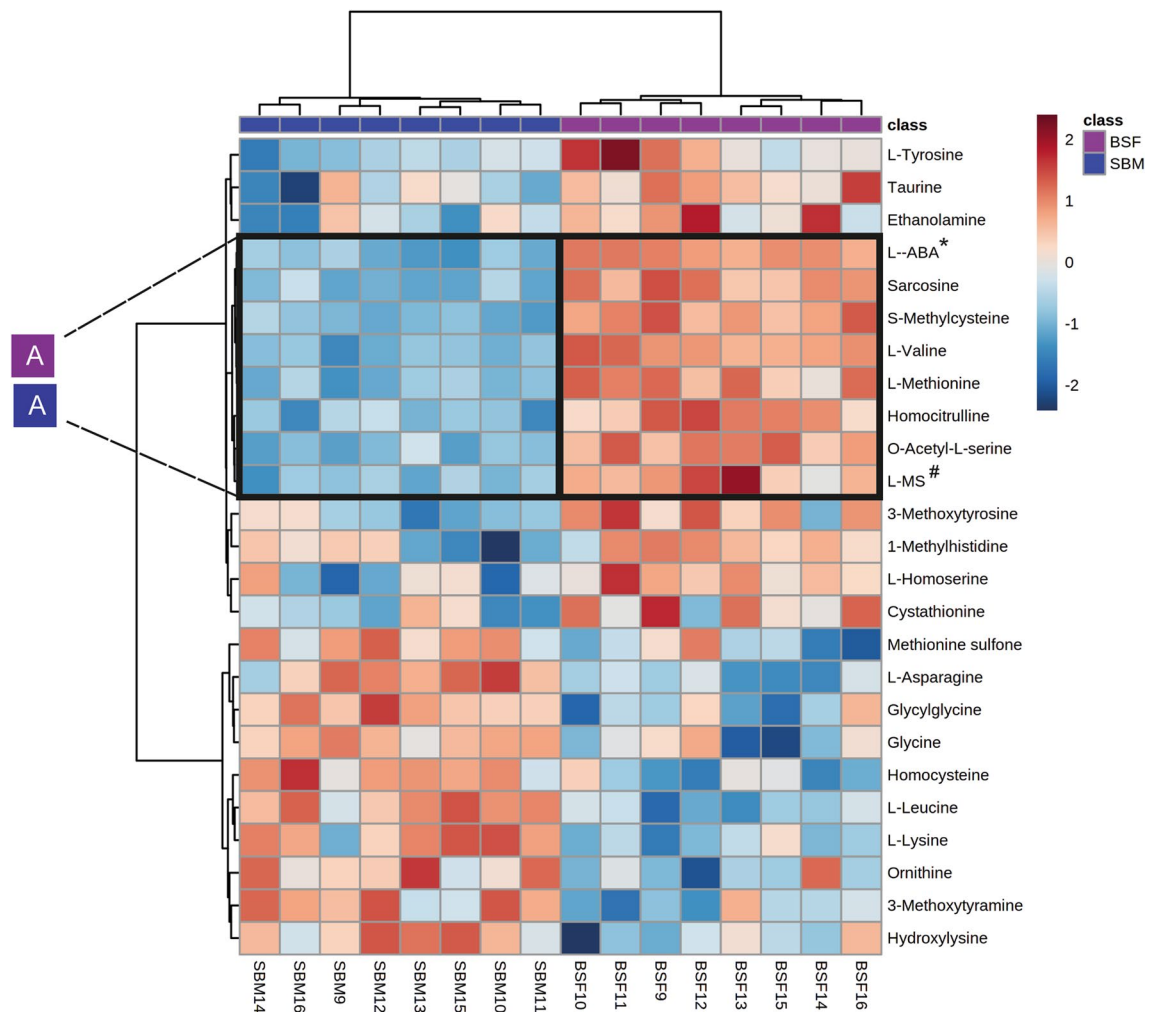 class
L-Tyrosine
Taurine
Ethanolamine
L--ABA*
Sarcosine
S-Methylcysteine
L-Valine
L-Methionine
Homocitrulline
O-Acetyl-L-serine
L-MS#
3-Methoxytyrosine
1-Methylhistidine
L-Homoserine
Cystathionine
Methionine sulfone
L-Asparagine
Glycylglycine
Glycine
Homocysteine
L-Leucine
L-Lysine
Ornithine
3-Methoxytyramine
Hydroxylysine
A
A
2
1
0
-1
-2
class
BSF
SBM
SBM14
SBM16
SBM9
SBM12
SBM13
SBM15
SBM10
SBM11
BSF10
BSF11
BSF9
BSF12
BSF13
BSF15
BSF14
BSF16